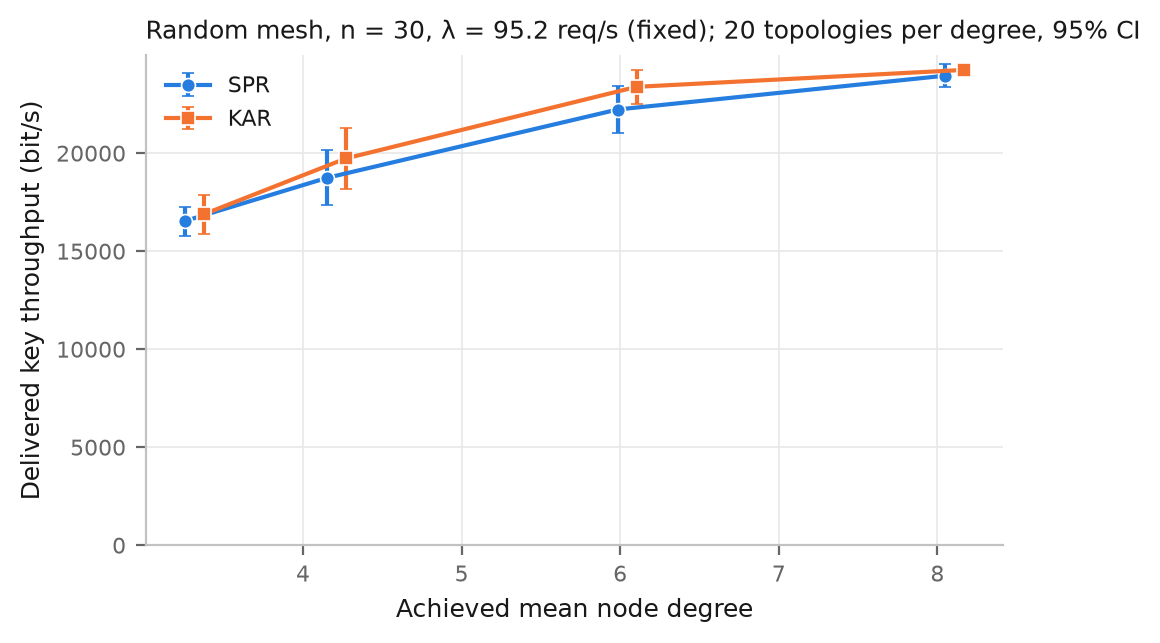 Random mesh, n = 30, λ = 95.2 req/s (fixed); 20 topologies per degree, 95% CI
SPR
KAR
Delivered key throughput (bit/s)
20000
15000
10000
5000
0
4 5 6 7 8
Achieved mean node degree